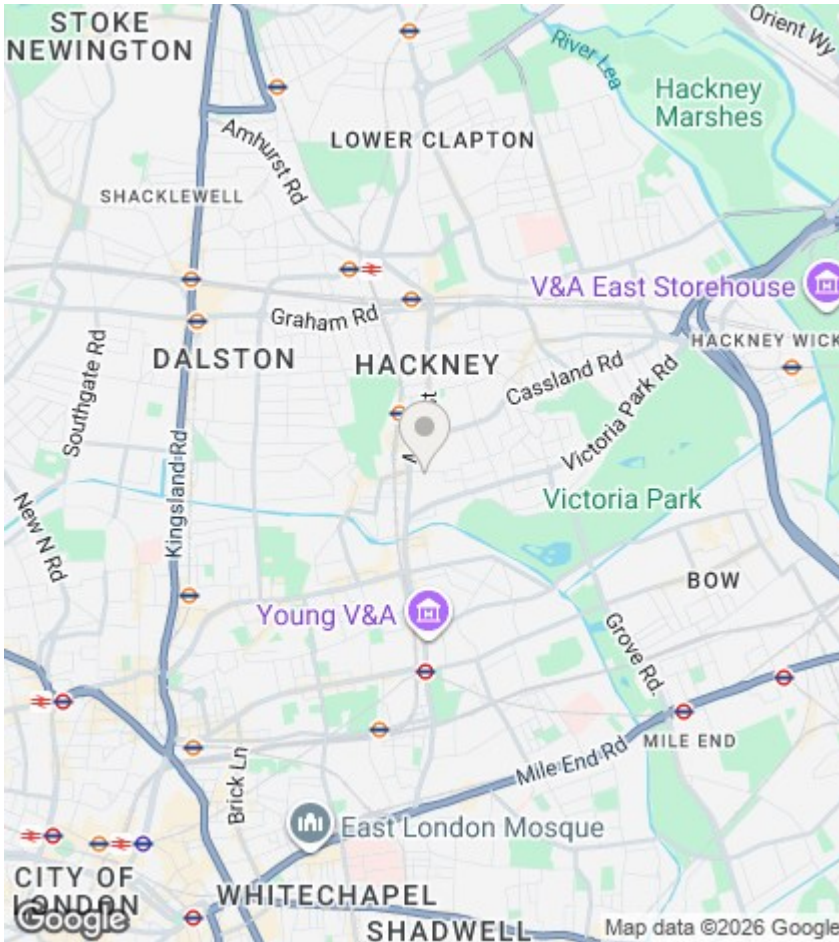 STOKE
NEWINGTON
Orient Wy
River Lea
Hackney
Marshes
Amhurst Rd
LOWER CLAPTON
SHACKLEWELL
V&A East Storehouse
Graham Rd
HACKNEY WICK
DALSTON
HACKNEY
Cassland Rd
Southgate Rd
Victoria Park Rd
Kingsland Rd
Victoria Park
New N Rd
BOW
Young V&A
Grove Rd.
MILE END
Mile End Rd
Brick Ln
East London Mosque
CITY OF
LONDON
WHITECHAPEL
SHADWELL
Google
Map data ©2026 Google